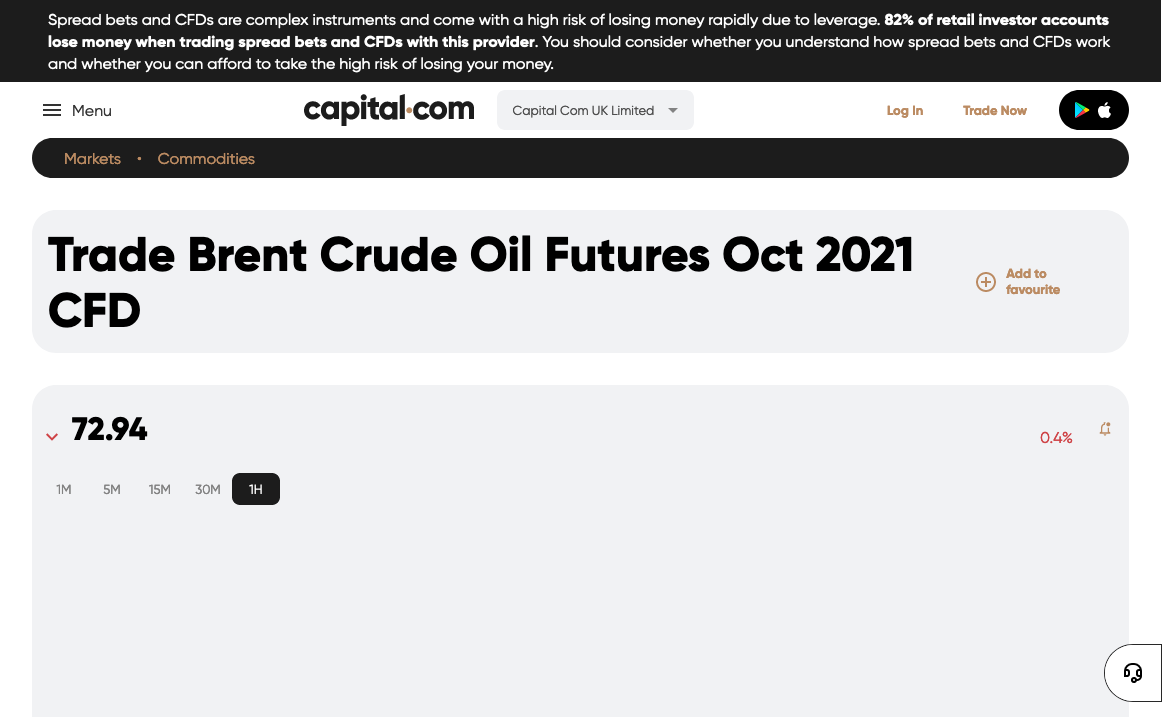 Spread bets and CFDs are complex instruments and come with a high risk of losing money rapidly due to leverage. 82% of retail investor accounts
lose money when trading spread bets and CFDs with this provider. You should consider whether you understand how spread bets and CFDs work
and whether you can afford to take the high risk of losing your money.
Menu
capital.com
Capital Com UK Limited
Log In
Trade Now
Markets · Commodities
Trade Brent Crude Oil Futures Oct 2021
CFD
Add to
favourite
72.94
0.4%
1M 5M 15M 30M 1H